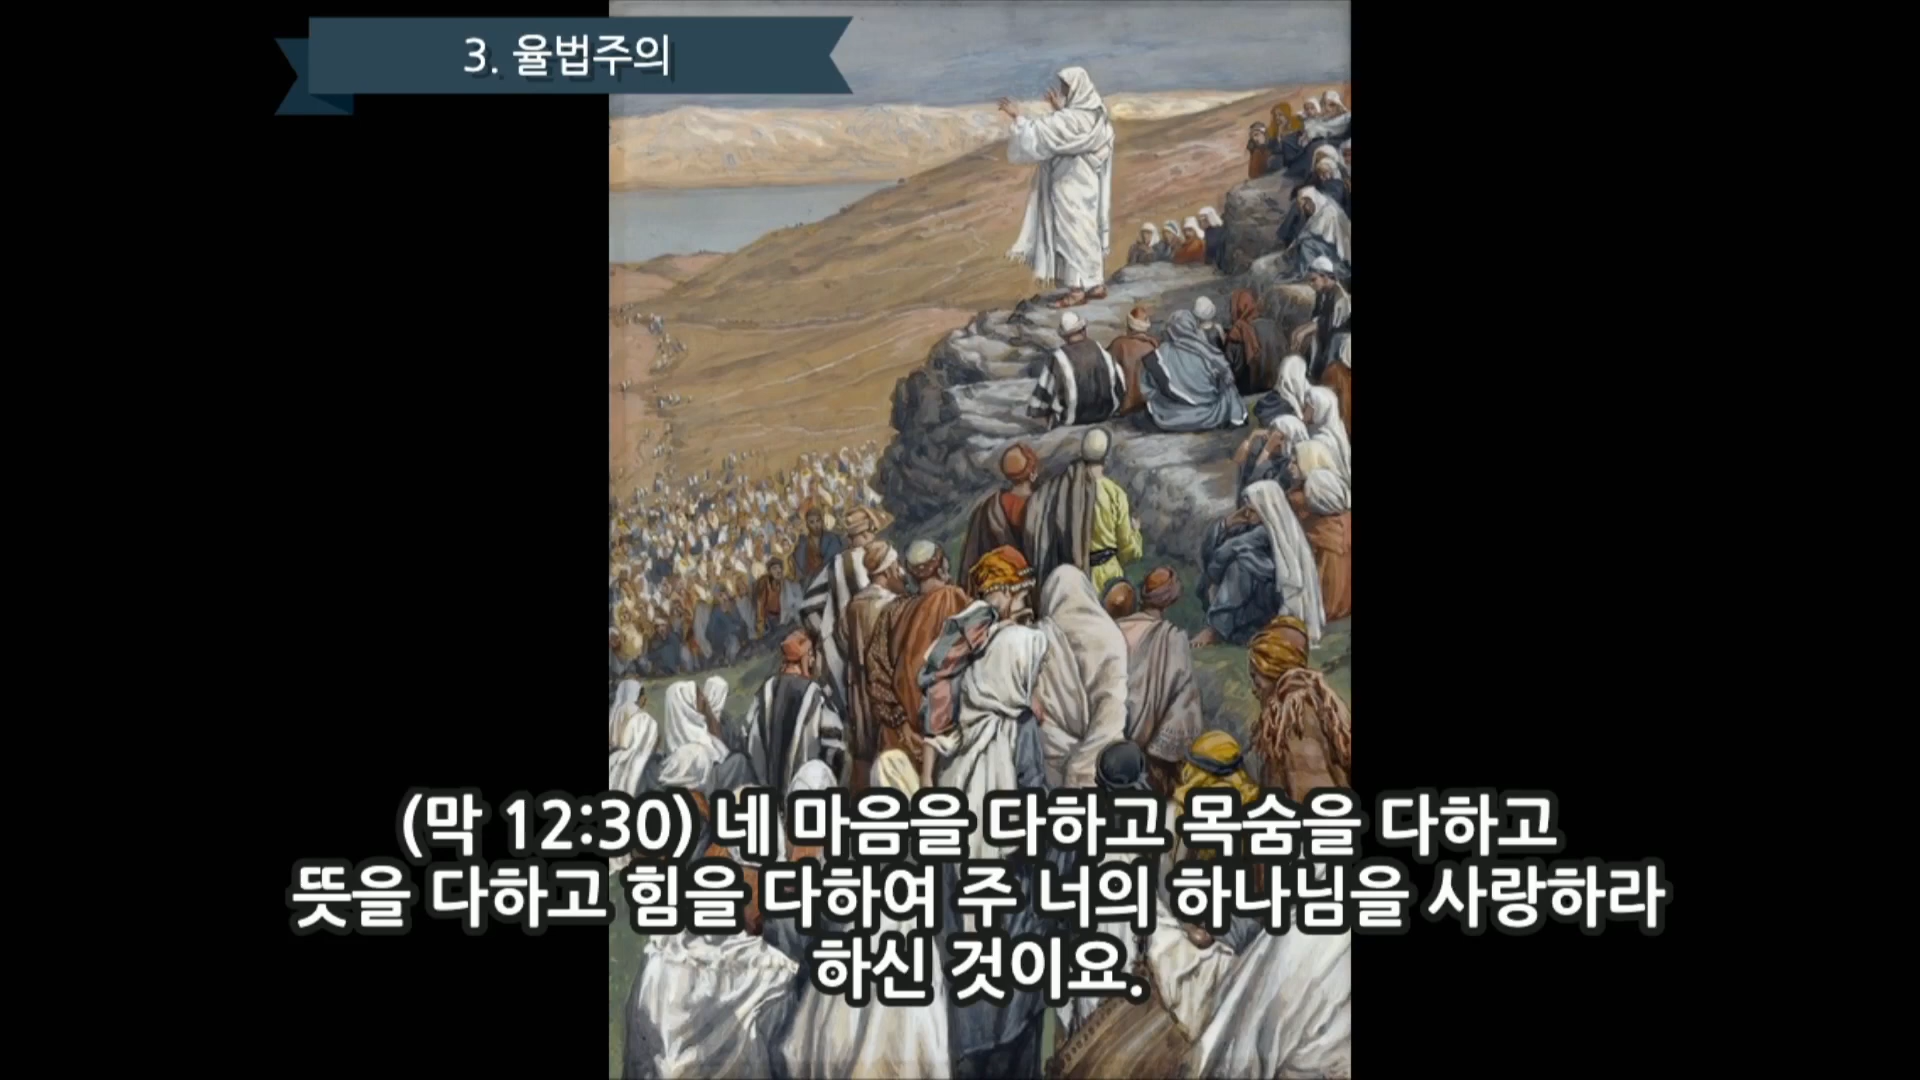 3. 율법주의
(막 12:30) 네 마음을 다하고 목숨을 다하고
뜻을 다하고 힘을 다하여 주 너의 하나님을 사랑하라
하신 것이요.